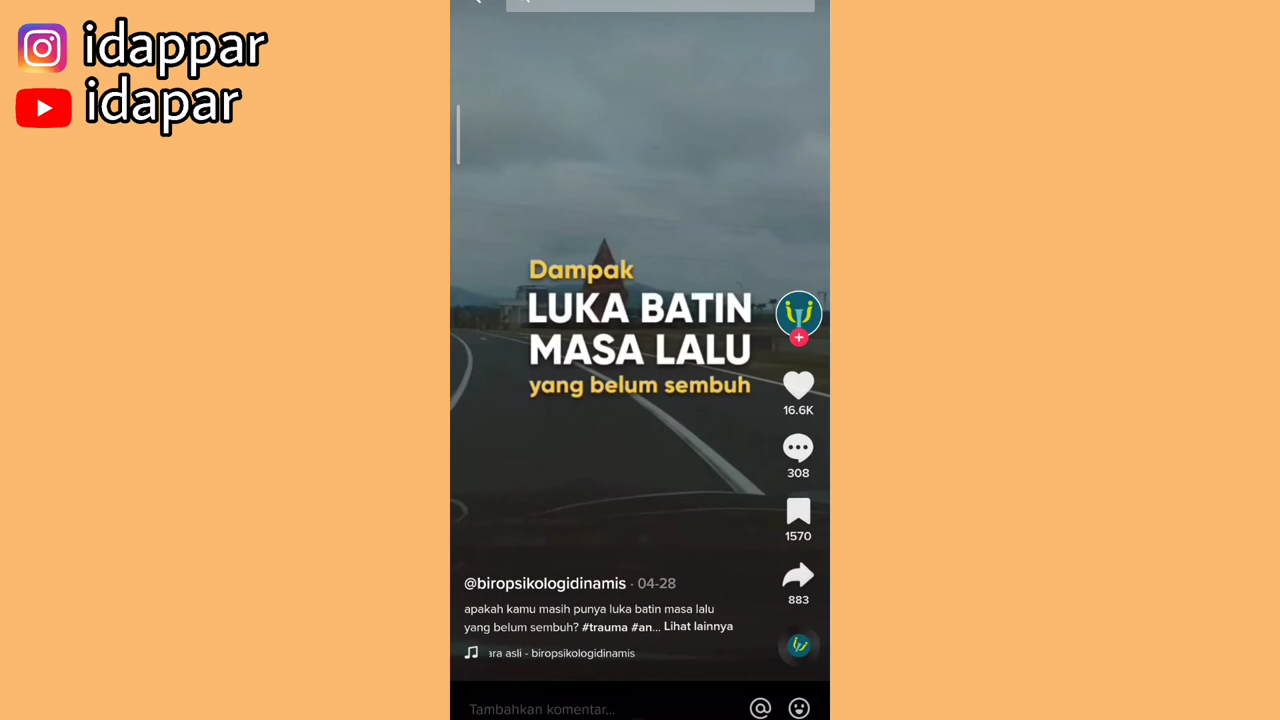 idappar
idapar
Dampak
LUKA BATIN
MASA LALU
yang belum sembuh
16.6K
308
1570
883
@biropsikologidinamis · 04-28
apakah kamu masih punya luka batin masa lalu
yang belum sembuh? #trauma #an... Lihat lainnya
ara asli - biropsikologidinamis
Tambahkan komentar...